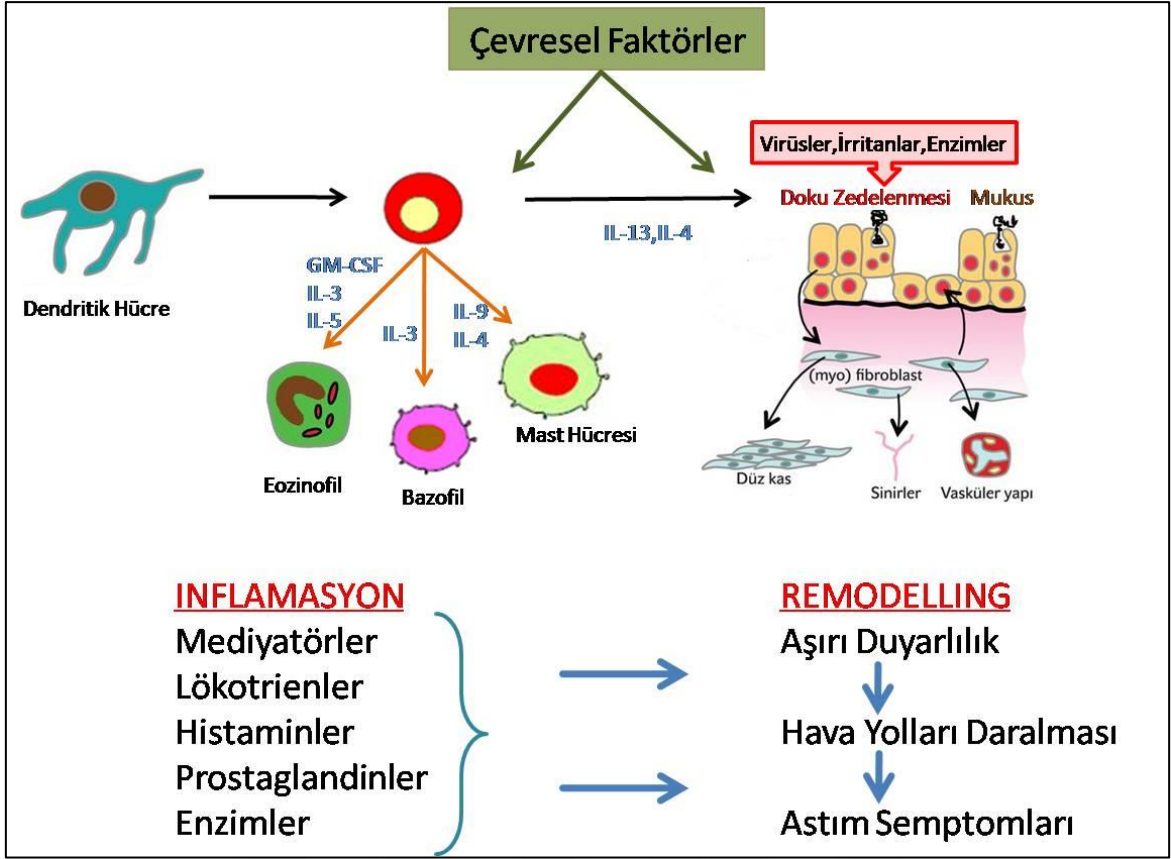 Çevresel Faktörler
Virüsler,İrritanlar,Enzimler
Doku Zedelenmesi
Mukus
IL-13,IL-4
Dendritik Hücre
GM-CSF
IL-3
IL-5
IL-3
IL-9
IL-4
(myo) fibroblast
Mast Hücresi
Eozinofil
Bazofil
Düz kas
Sinirler
Vasküler yapı
INFLAMASYON
Mediyatörler
Lökotrienler
Histaminler
Prostaglandinler
Enzimler
REMODELLING
Aşırı Duyarlılık
Hava Yolları Daralması
Astım Semptomları